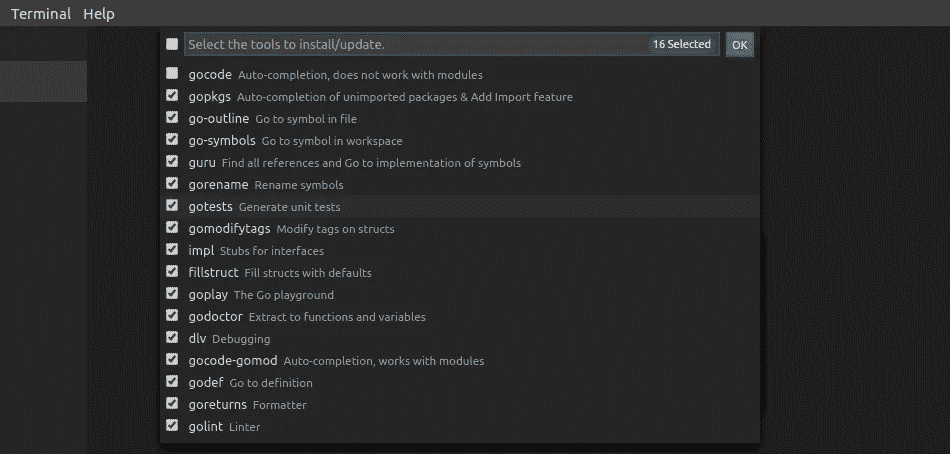 Terminal Help
Select the tools to install/update. 16 Selected OK
gocode Auto-completion, does not work with modules
gopkgs Auto-completion of unimported packages & Add Import feature
go-outline Go to symbol in file
go-symbols Go to symbol in workspace
guru Find all references and Go to implementation of symbols
gorename Rename symbols
gotests Generate unit tests
gomodifytags Modify tags on structs
impl Stubs for interfaces
fillstruct Fill structs with defaults
goplay The Go playground
godoctor Extract to functions and variables
dlv Debugging
gocode-gomod Auto-completion, works with modules
godef Go to definition
goreturns Formatter
golint Linter